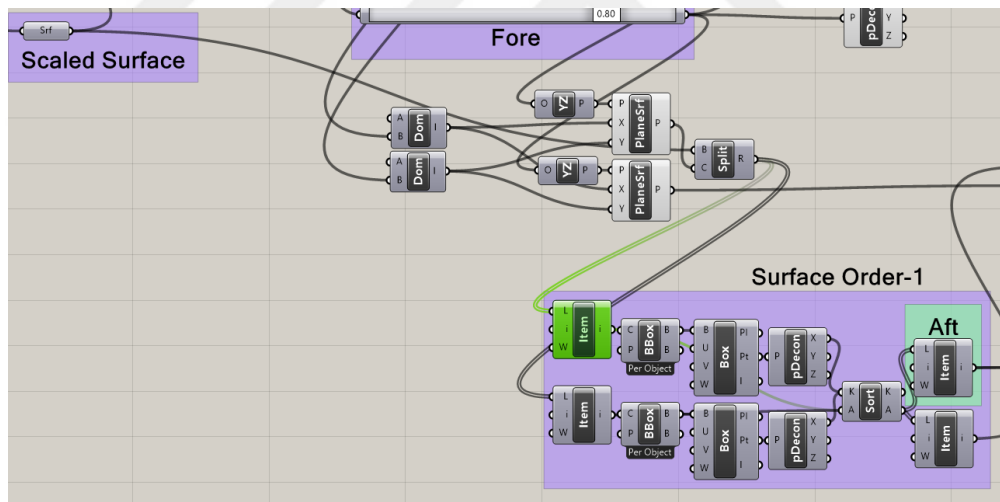 Srf
Scaled Surface
0.80
Fore
P
pDecon
Y
Z
A
B
Dom
I
A
B
Dom
I
O
YZ
P
P
X
Y
PlaneSrf
P
O
YZ
P
P
X
Y
PlaneSrf
P
B
C
Split
R
Surface Order-1
L
i
W
Item
i
C
P
BBox
B
B
Per Object
B
U
V
W
Box
Pl
Pt
I
P
pDecon
X
Y
Z
K
A
Sort
K
A
Aft
L
i
W
Item
i
L
i
W
Item
i
C
P
BBox
B
B
Per Object
B
U
V
W
Box
Pl
Pt
I
P
pDecon
X
Y
Z
L
i
W
Item
i